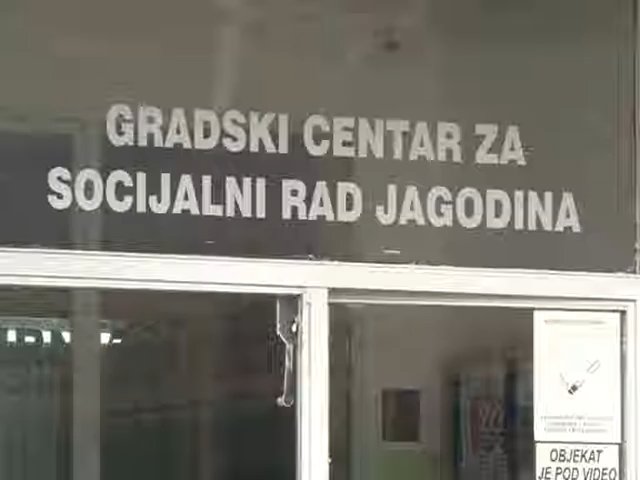 GRADSKI CENTAR ZA
SOCIJALNI RAD JAGODINA
OBJEKAT
JE POD VIDEO